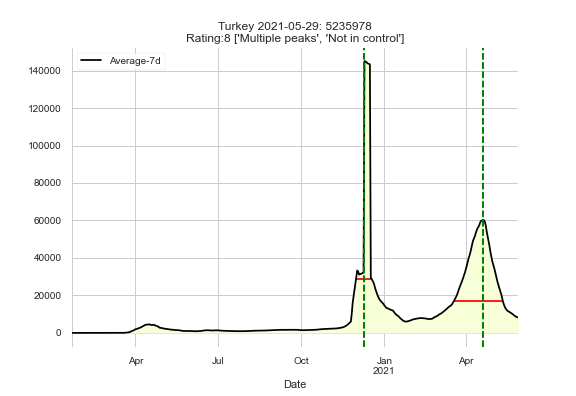 Turkey 2021-05-29: 5235978
Rating:8 ['Multiple peaks', 'Not in control']
Average-7d
140000
120000
100000
80000
60000
40000
20000
0
Apr Jul Oct Jan Apr
2021
Date